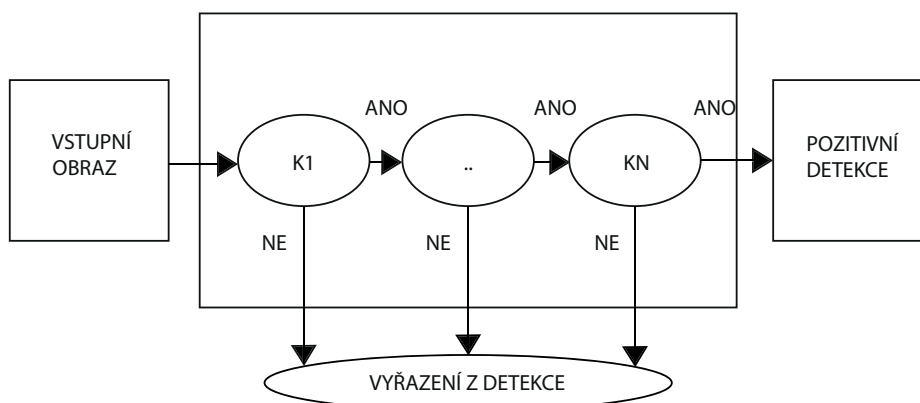 VSTUPNÍ
OBRAZ
K1
ANO
..
ANO
KN
ANO
POZITIVNÍ
DETEKCE
NE
NE
NE
VYŘAZENÍ Z DETEKCE